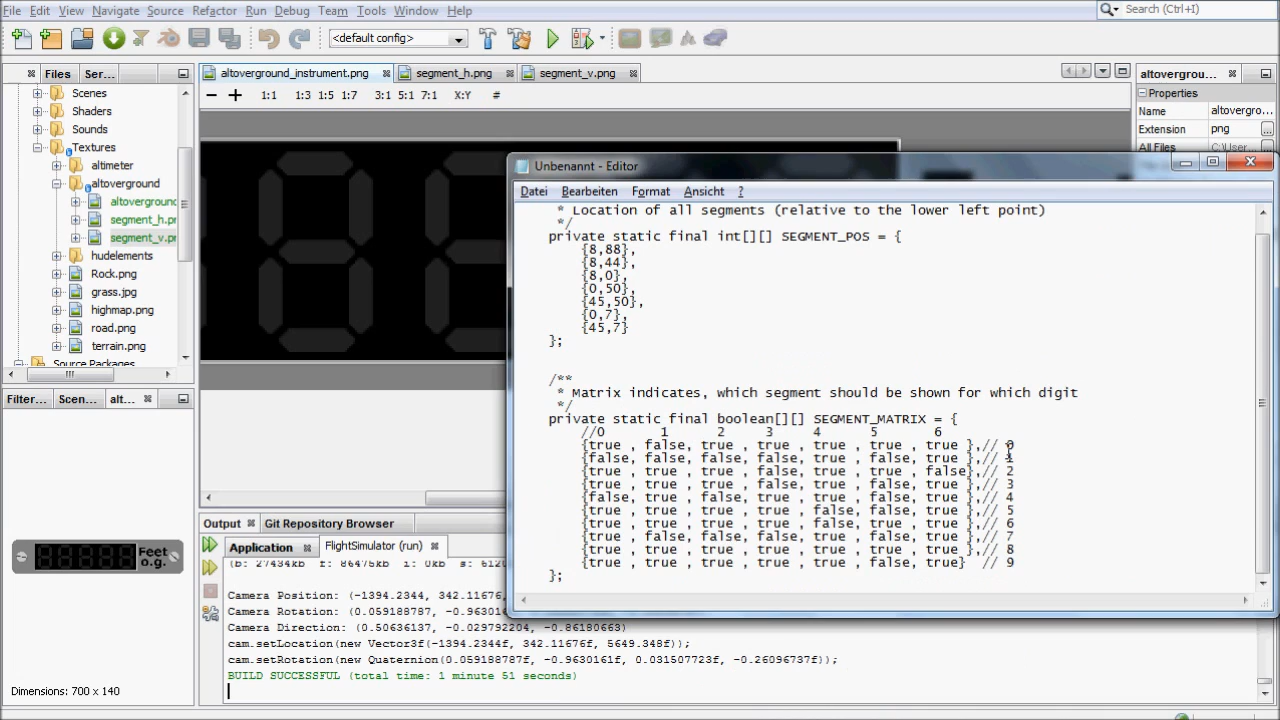 File Edit View Navigate Source Refactor Run Debug Team Tools Window Help
Search (Ctrl+I)
<default config>
Files
Ser...
altoverground_instrument.png
segment_h.png
segment_v.png
altovergrou...
1:1 1:3 1:5 1:7 3:1 5:1 7:1 X:Y #
Scenes
Shaders
Sounds
Textures
altimeter
altoverground
altoverground
segment_h.pr
segment_v.pr
hudelements
Rock.png
grass.jpg
highmap.png
road.png
terrain.png
Source Packages
Properties
Name altovergro...
Extension png
All Files C:\User...
Unbenannt - Editor
Datei Bearbeiten Format Ansicht ?
* Location of all segments (relative to the lower left point)
*/
private static final int[][] SEGMENT_POS = {
{8,88},
{8,44},
{8,0},
{0,50},
{45,50},
{0,7},
{45,7}
};
/**
* Matrix indicates, which segment should be shown for which digit
*/
private static final boolean[][] SEGMENT_MATRIX = {
//0 1 2 3 4 5 6
{true , false, true , true , true , true , true },// 0
{false, false, false, false, true , false, true },// 1
{true , true , true , false, true , true , false},// 2
{true , true , true , false, true , false, true },// 3
{false, true , false, true , true , false, true },// 4
{true , true , true , true , false, false, true },// 5
{true , true , true , true , false, true , true },// 6
{true , false, false, false, true , false, true },// 7
{true , true , true , true , true , true , true },// 8
{true , true , true , true , true , false, true} // 9
};
Filter...
Scen...
alt...
Feet
o.g.
Dimensions: 700 x 140
Output
Git Repository Browser
Application
FlightSimulator (run)
Camera Position: (-1394.2344, 342.11676
Camera Rotation: (0.059188787, -0.96301
Camera Direction: (0.50636137, -0.029792204, -0.86180663)
cam.setLocation(new Vector3f(-1394.2344f, 342.11676f, 5649.348f));
cam.setRotation(new Quaternion(0.059188787f, -0.9630161f, 0.031507723f, -0.26096737f));
BUILD SUCCESSFUL (total time: 1 minute 51 seconds)